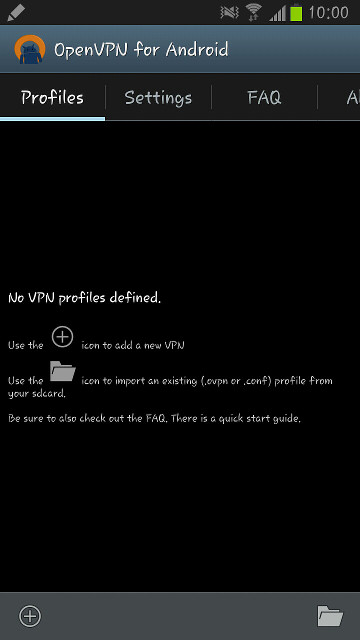 10:00
OpenVPN for Android
Profiles
Settings
FAQ
No VPN profiles defined.
Use the icon to add a new VPN
Use the icon to import an existing (.ovpn or .conf) profile from
your sdcard.
Be sure to also check out the FAQ. There is a quick start guide.